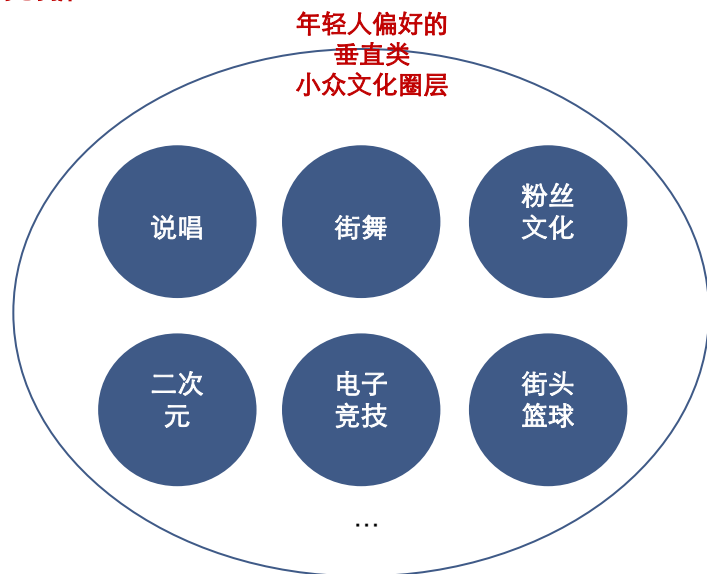 年轻人偏好的
垂直类
小众文化圈层
说唱
街舞
粉丝
文化
二次
元
电子
竞技
街头
篮球
...